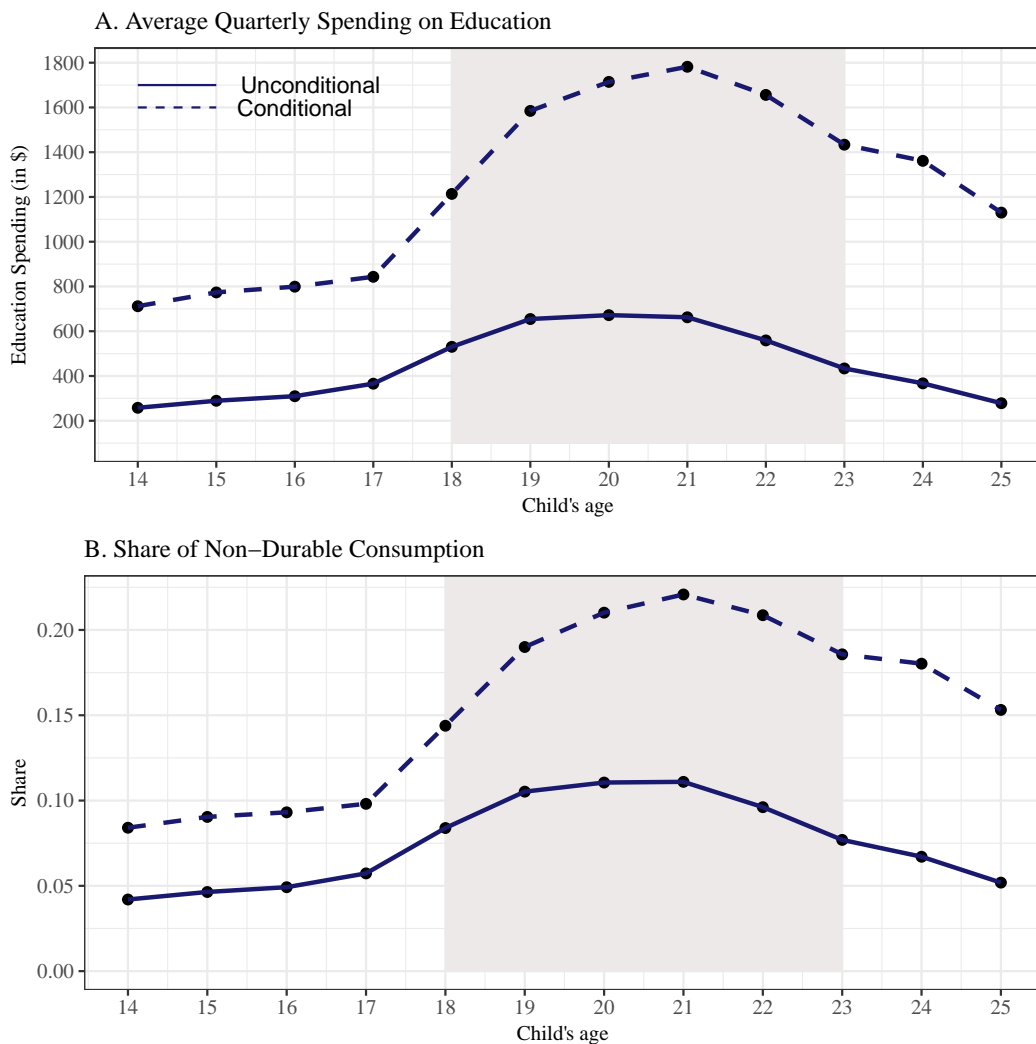 A. Average Quarterly Spending on Education
1800
1600
1400
1200
1000
800
600
400
200
Education Spending (in $)
Unconditional
Conditional
14 15 16 17 18 19 20 21 22 23 24 25
Child's age
B. Share of Non−Durable Consumption
0.20
0.15
0.10
0.05
0.00
Share
14 15 16 17 18 19 20 21 22 23 24 25
Child's age